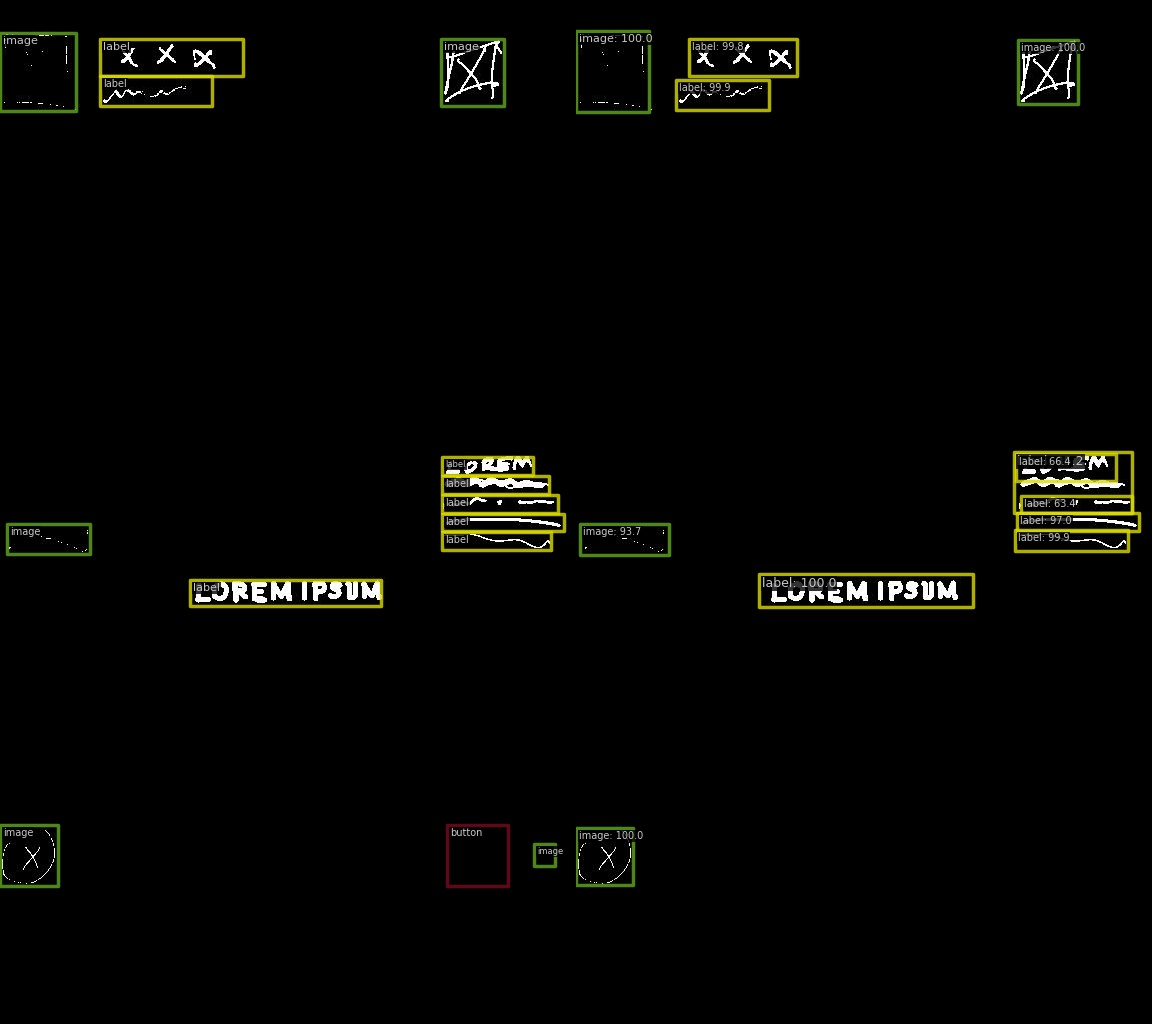 image label image image: 100.0 label: 99.8 image: 100.0
x x x x x x
label label: 99.9
label LOREM label: 66.4
label
label label: 63.4
label label: 97.0
image label image: 93.7 label: 99.9
label LOREM IPSUM label: 100.0 LOREM IPSUM
image button image image: 100.0
x x